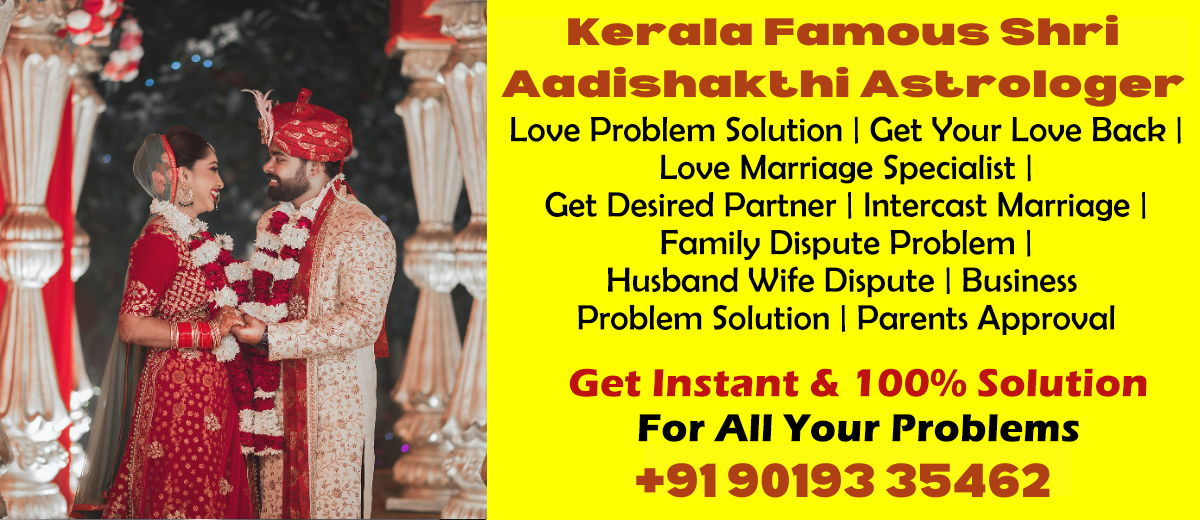 Kerala Famous Shri
Aadishakthi Astrologer
Love Problem Solution | Get Your Love Back |
Love Marriage Specialist |
Get Desired Partner | Intercast Marriage |
Family Dispute Problem |
Husband Wife Dispute | Business
Problem Solution | Parents Approval
Get Instant & 100% Solution
For All Your Problems
+91 90193 35462